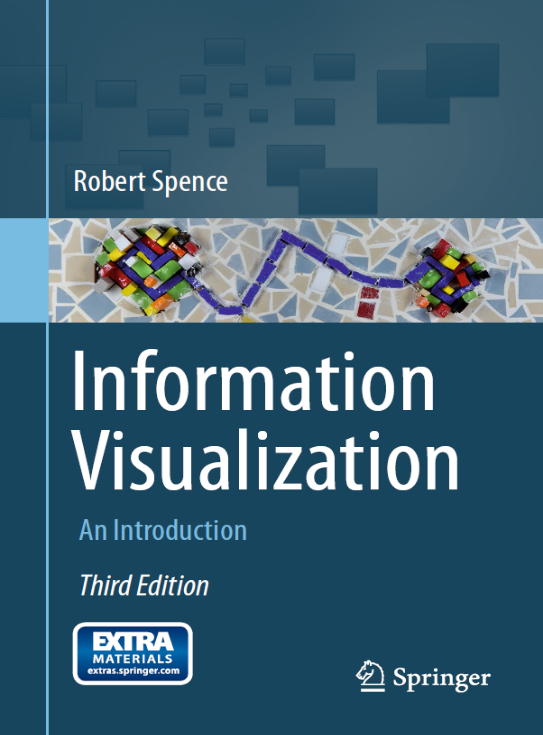 Robert Spence
Information
Visualization
An Introduction
Third Edition
EXTRA
MATERIALS
extras.springer.com
Springer